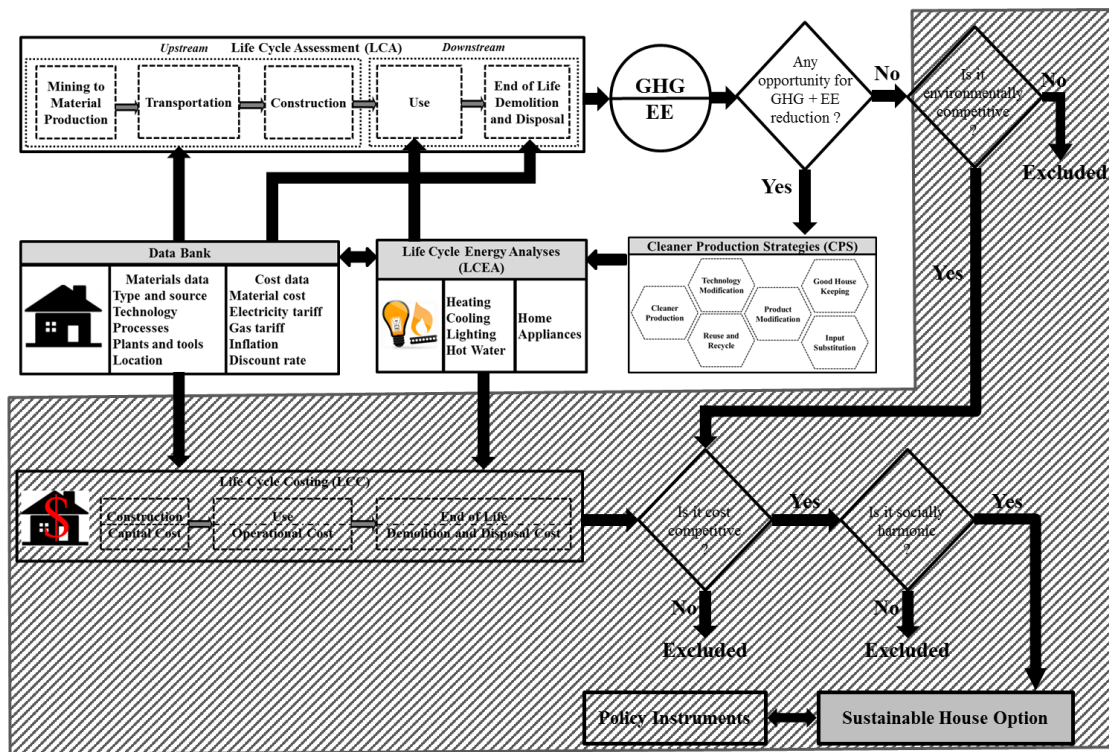 Upstream
Life Cycle Assessment (LCA)
Downstream
Mining to
Material
Production
Transportation
Construction
Use
End of Life
Demolition
and Disposal
GHG
EE
Any
opportunity for
GHG + EE
reduction ?
No
Yes
Is it
environmentally
competitive
?
No
Excluded
Yes
Data Bank
Materials data
Type and source
Technology
Processes
Plants and tools
Location
Cost data
Material cost
Electricity tariff
Gas tariff
Inflation
Discount rate
Life Cycle Energy Analyses
(LCEA)
Heating
Cooling
Lighting
Hot Water
Home
Appliances
Cleaner Production Strategies (CPS)
Cleaner
Production
Technology
Modification
Reuse and
Recycle
Product
Modification
Good House
Keeping
Input
Substitution
Life Cycle Costing (LCC)
$
Construction
Capital Cost
Use
Operational Cost
End of Life
Demolition and Disposal Cost
Is it cost
competitive
?
Yes
No
Excluded
Is it socially
harmonic
?
Yes
No
Excluded
Policy Instruments
Sustainable House Option